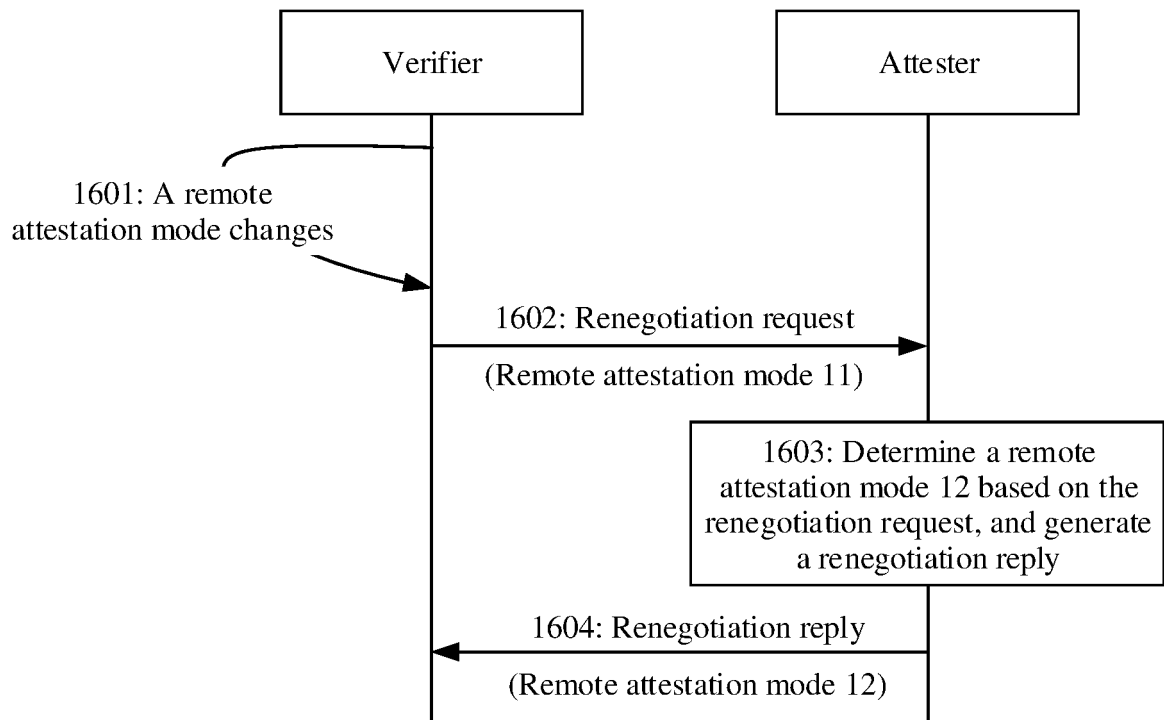 Verifier
Attester
1601: A remote
attestation mode changes
1602: Renegotiation request
(Remote attestation mode 11)
1603: Determine a remote
attestation mode 12 based on the
renegotiation request, and generate
a renegotiation reply
1604: Renegotiation reply
(Remote attestation mode 12)